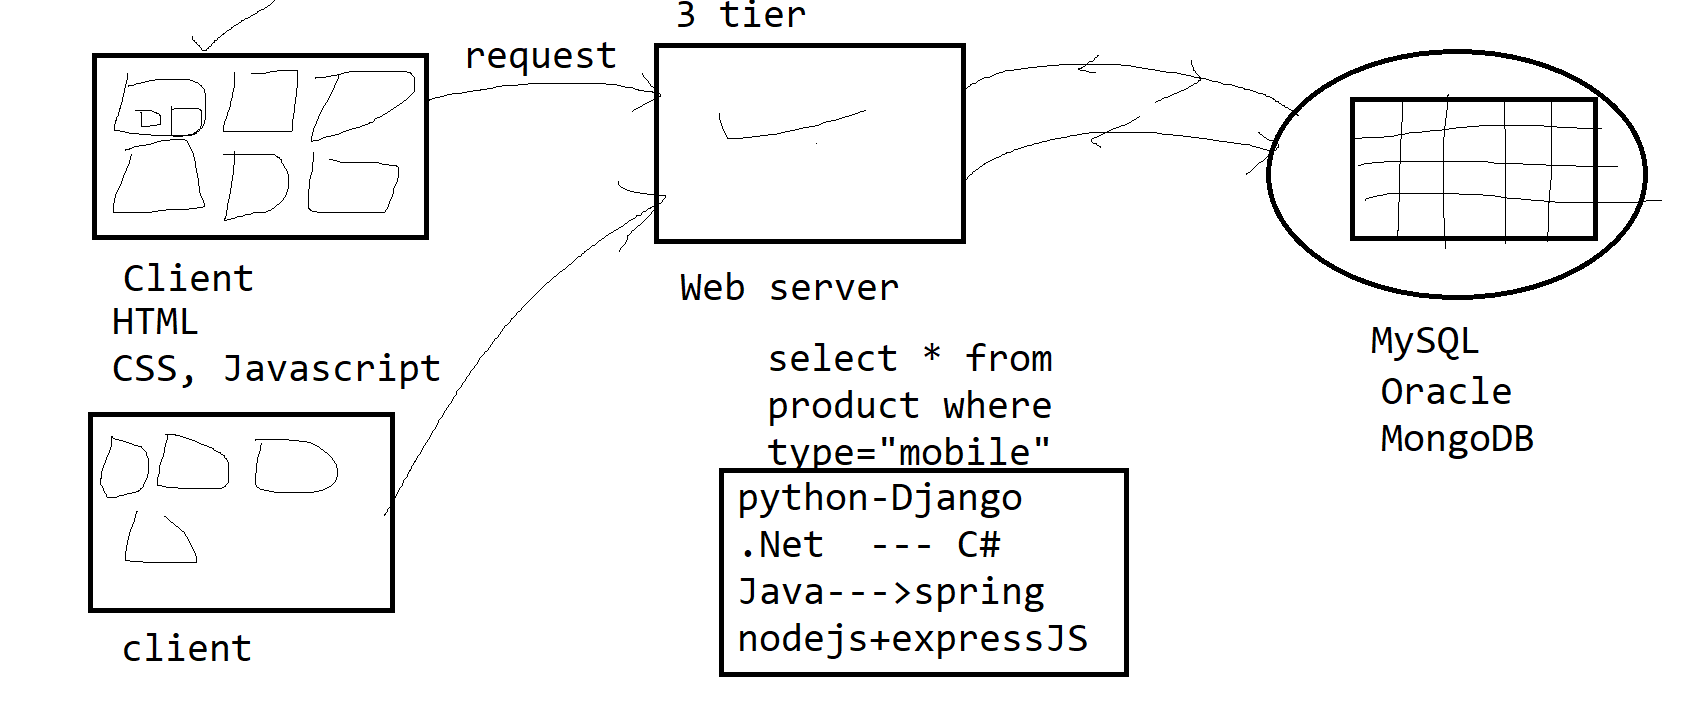 3 tier
request
Client
HTML
CSS, Javascript
client
Web server
select * from
product where
type="mobile"
python-Django
.Net  --- C#
Java--->spring
nodejs+expressJS
MySQL
Oracle
MongoDB